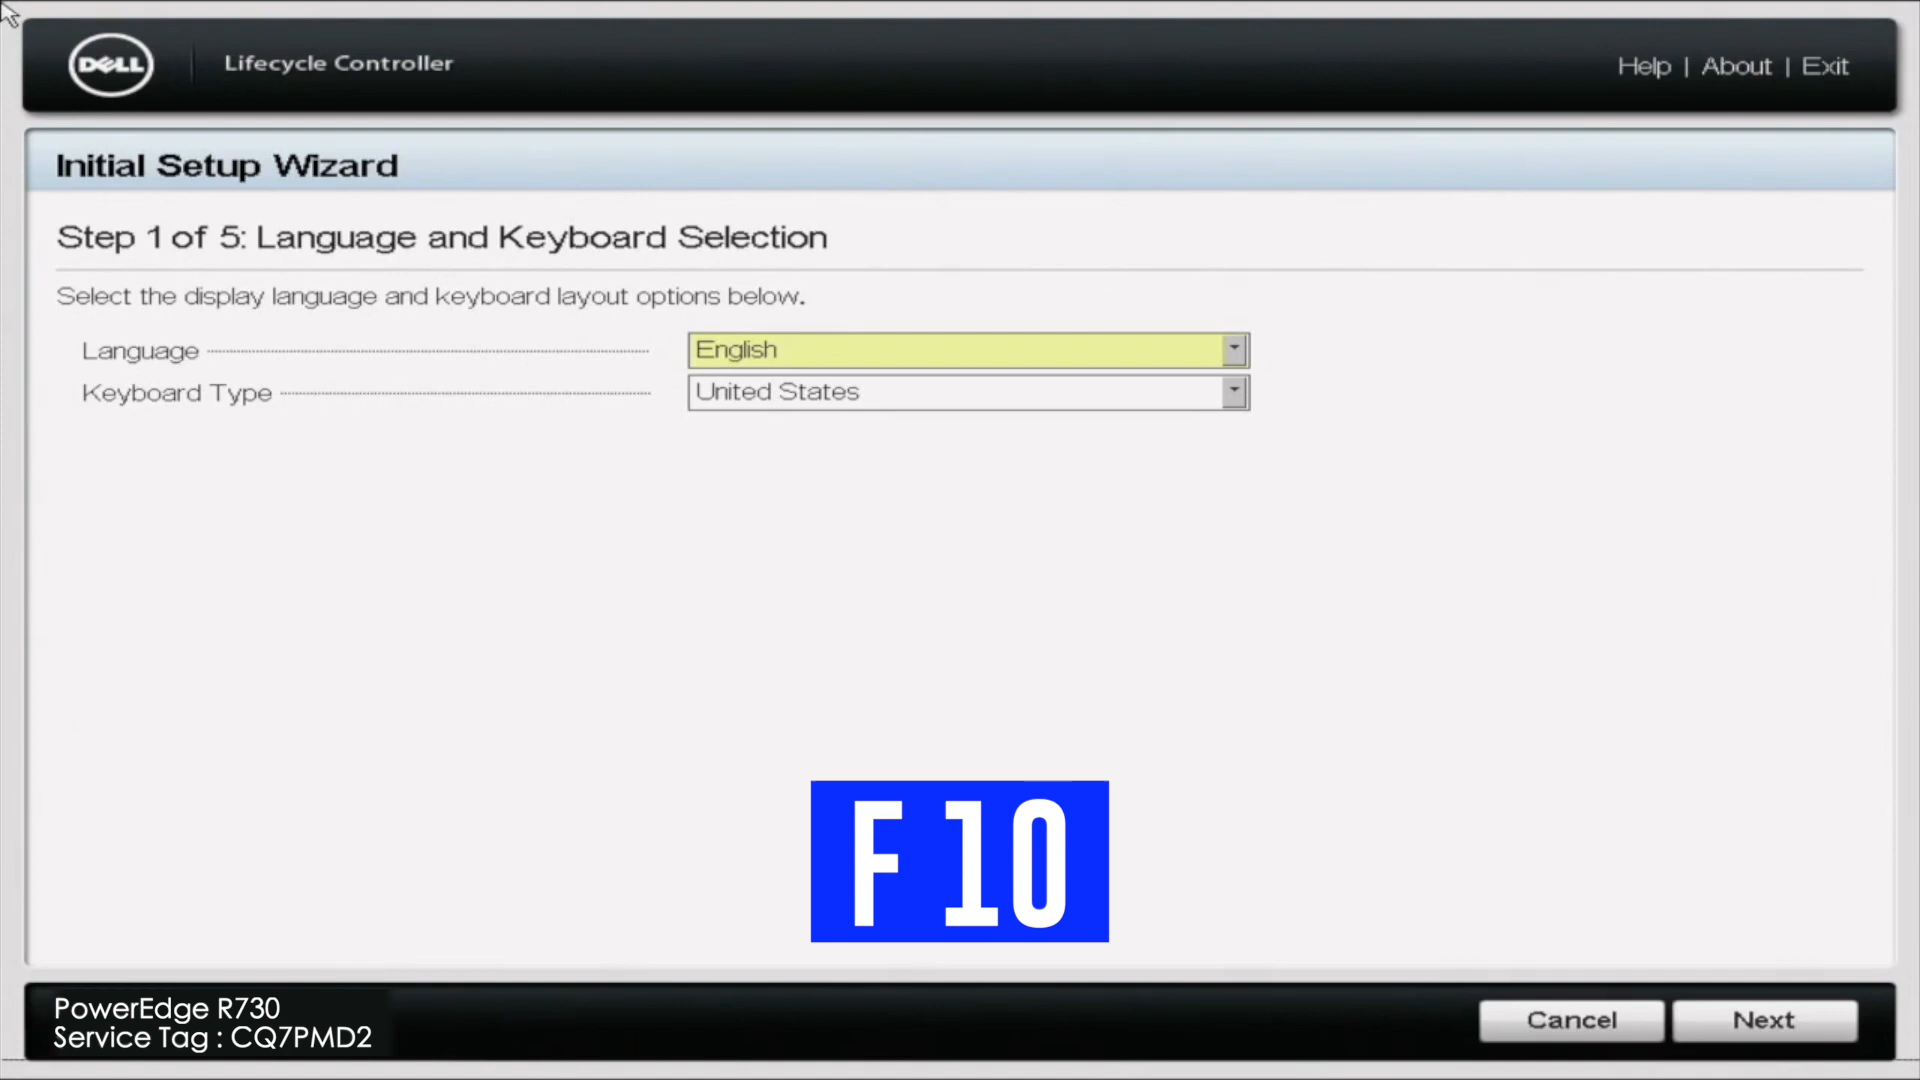 DELL
Lifecycle Controller
Help | About | Exit
Initial Setup Wizard
Step 1 of 5: Language and Keyboard Selection
Select the display language and keyboard layout options below.
Language English
Keyboard Type United States
F 10
PowerEdge R730
Service Tag : CQ7PMD2
Cancel Next